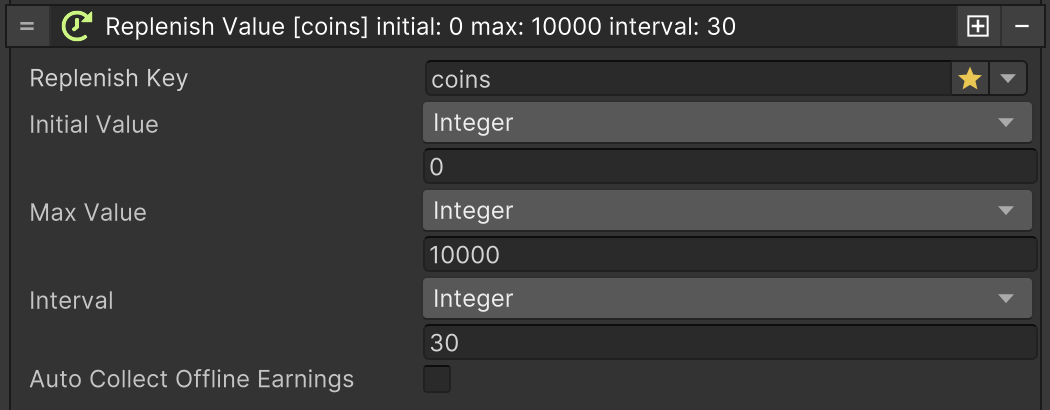 Replenish Value [coins] initial: 0 max: 10000 interval: 30
Replenish Key coins
Initial Value Integer
0
Max Value Integer
10000
Interval Integer
30
Auto Collect Offline Earnings